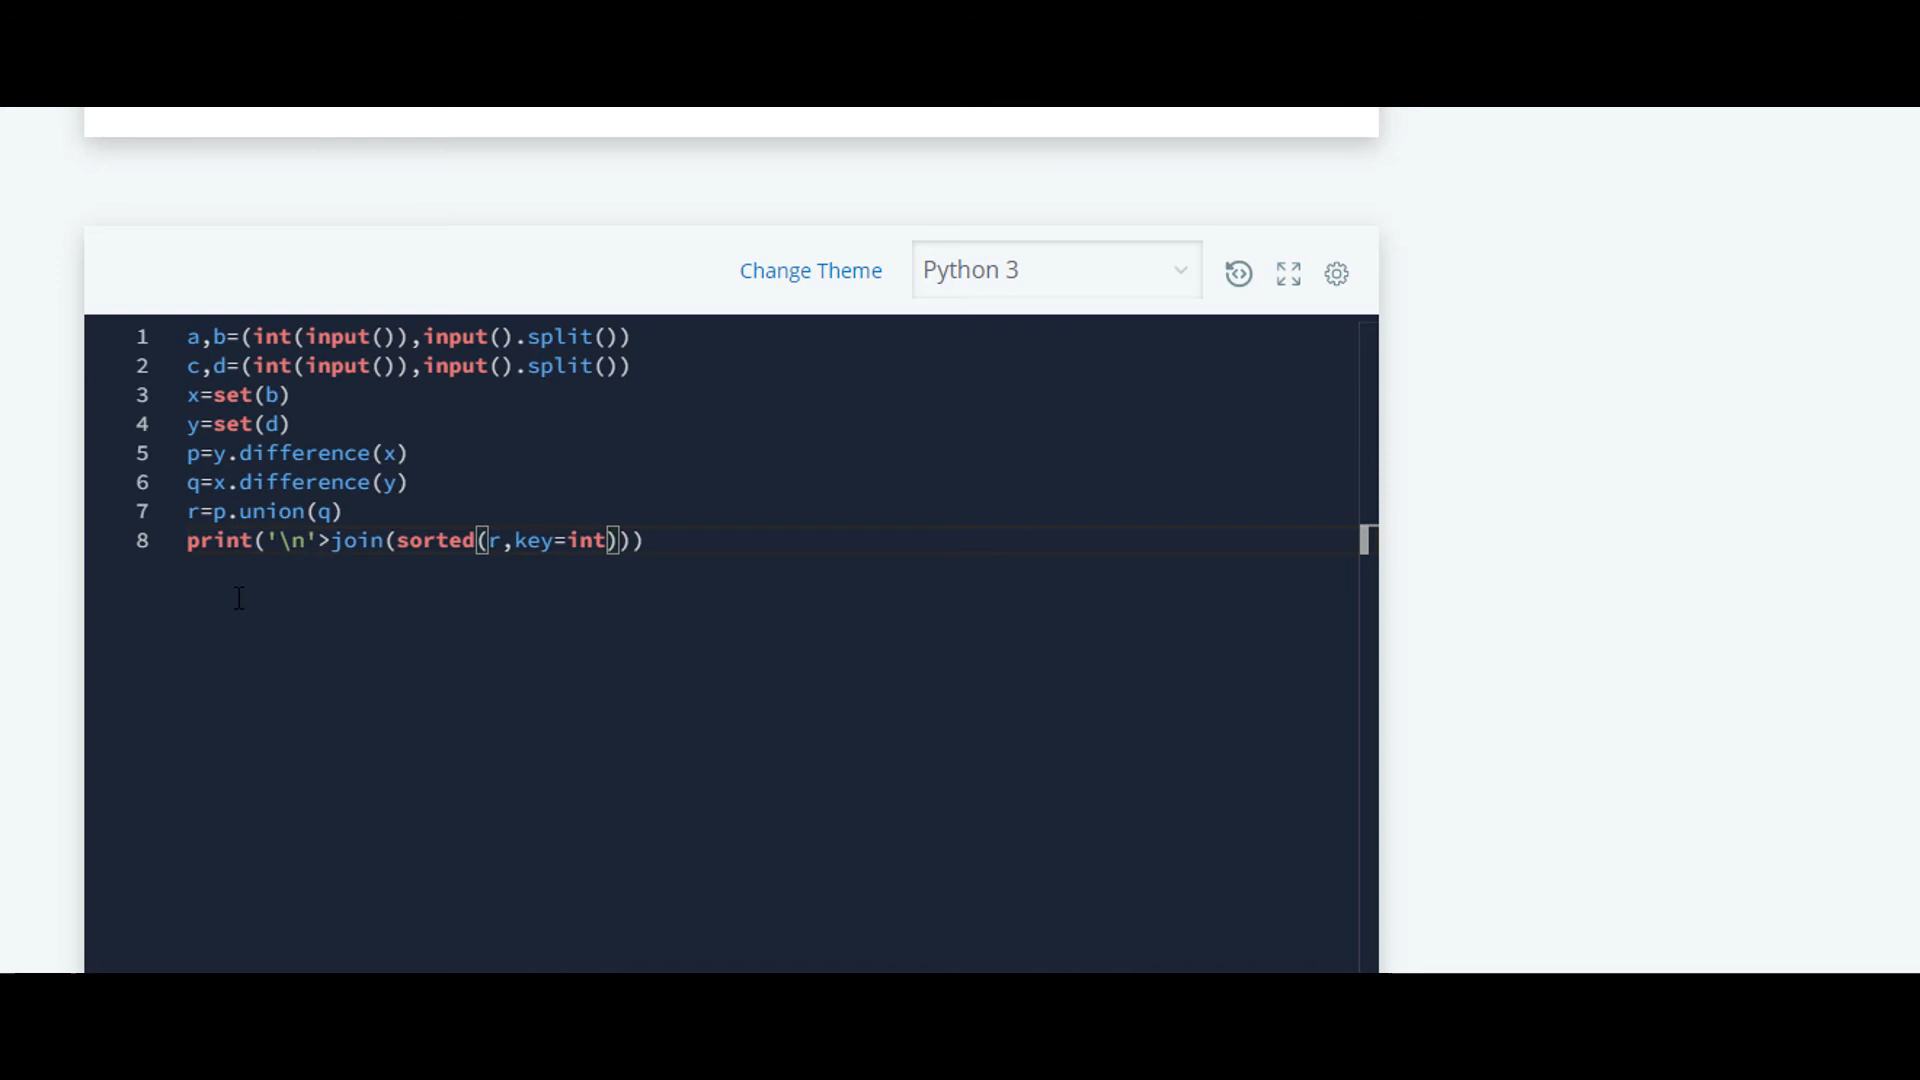 Change Theme
Python 3
1 a,b=(int(input()),input().split())
2 c,d=(int(input()),input().split())
3 x=set(b)
4 y=set(d)
5 p=y.difference(x)
6 q=x.difference(y)
7 r=p.union(q)
8 print('\n'>join(sorted(r,key=int)))